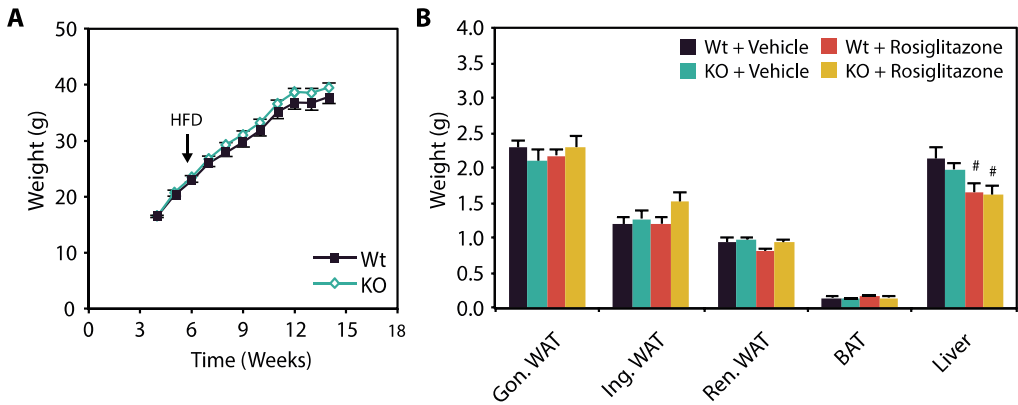 A
50
40
30
20
10
0
Weight (g)
HFD
Wt
KO
0
3
6
9
12
15
18
Time (Weeks)
B
4.0
3.5
3.0
2.5
2.0
1.5
1.0
0.5
0.0
Weight (g)
Wt + Vehicle
Wt + Rosiglitazone
KO + Vehicle
KO + Rosiglitazone
# #
Gon. WAT
Ing. WAT
Ren. WAT
BAT
Liver